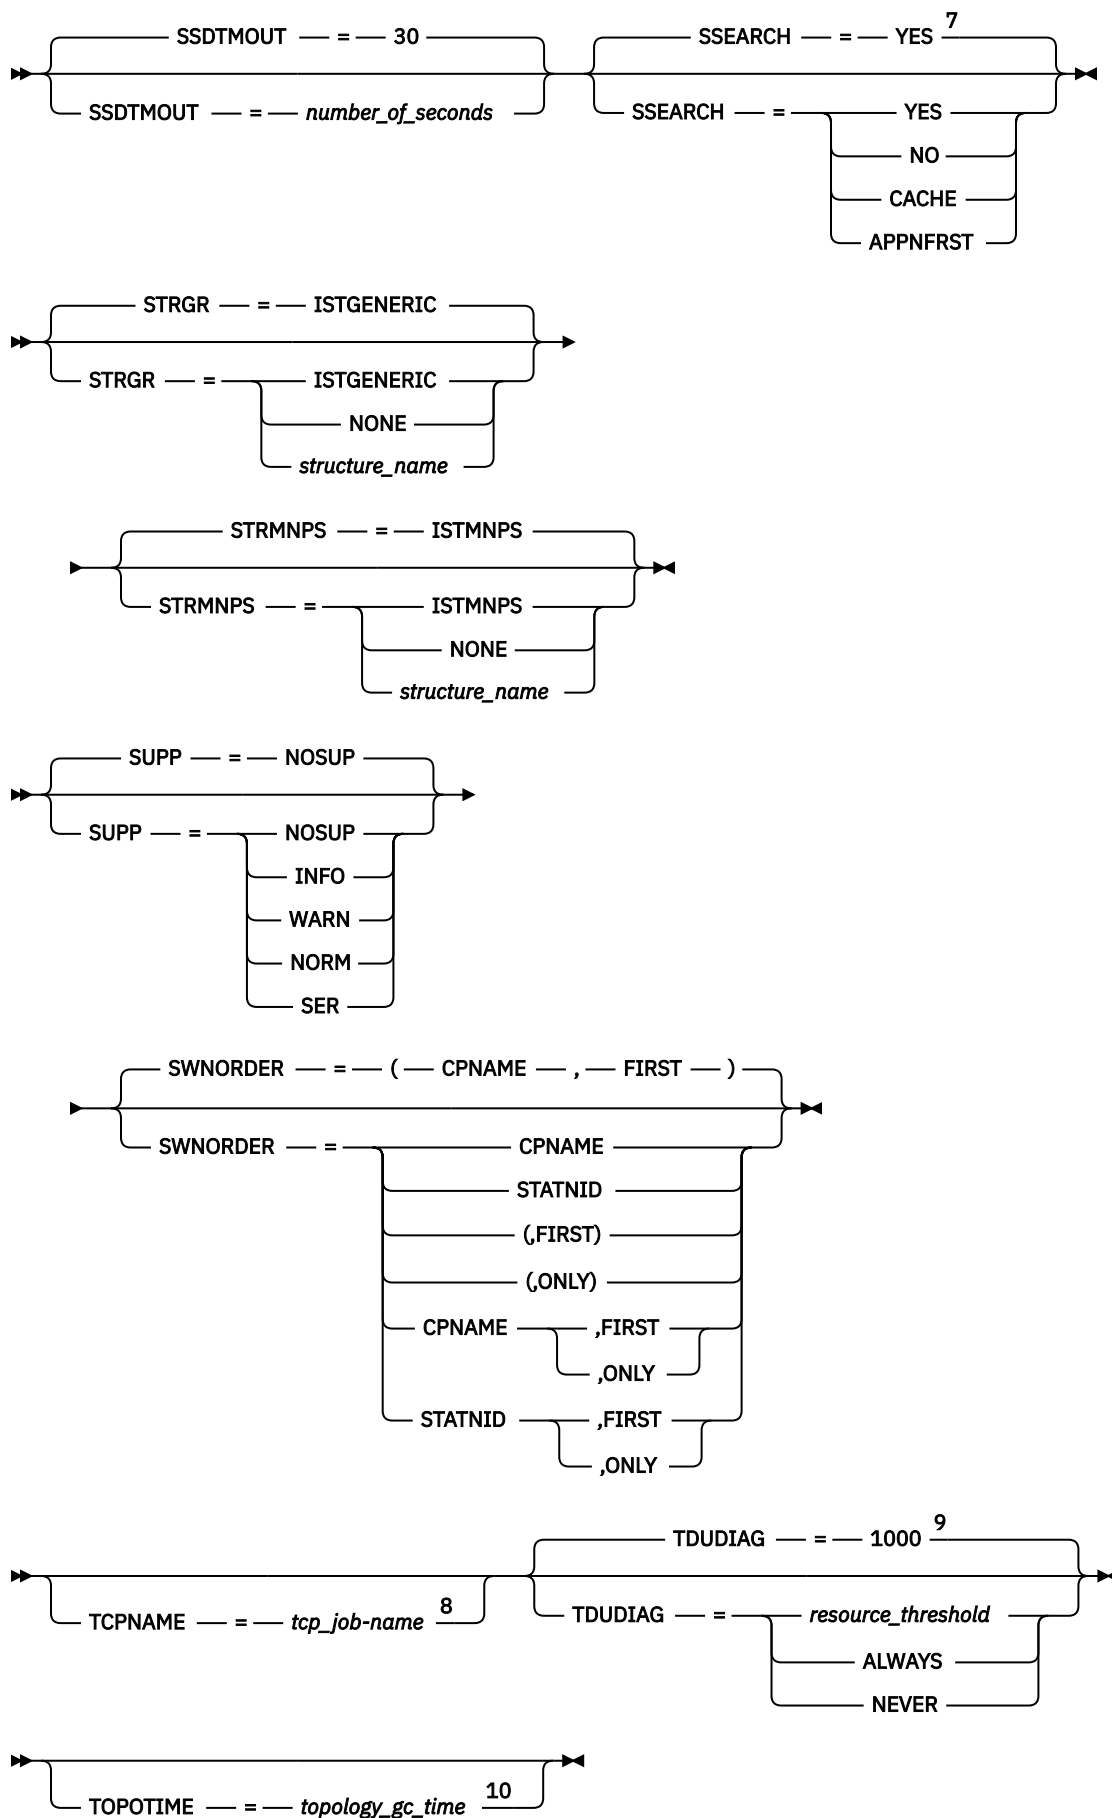 SSDTMOUT = 30
SSDTMOUT = number_of_seconds
SSEARCH = YES 7
SSEARCH = YES
NO
CACHE
APPNFRST
STRGR = ISTGENERIC
STRGR = ISTGENERIC
NONE
structure_name
STRMNPS = ISTMNPS
STRMNPS = ISTMNPS
NONE
structure_name
SUPP = NOSUP
SUPP = NOSUP
INFO
WARN
NORM
SER
SWNORDER = ( CPNAME , FIRST )
SWNORDER = CPNAME
STATNID
(,FIRST)
(,ONLY)
CPNAME ,FIRST
,ONLY
STATNID ,FIRST
,ONLY
TCPNAME = tcp_job-name 8
TDUDIAG = 1000 9
TDUDIAG = resource_threshold
ALWAYS
NEVER
TOPOTIME = topology_gc_time 10